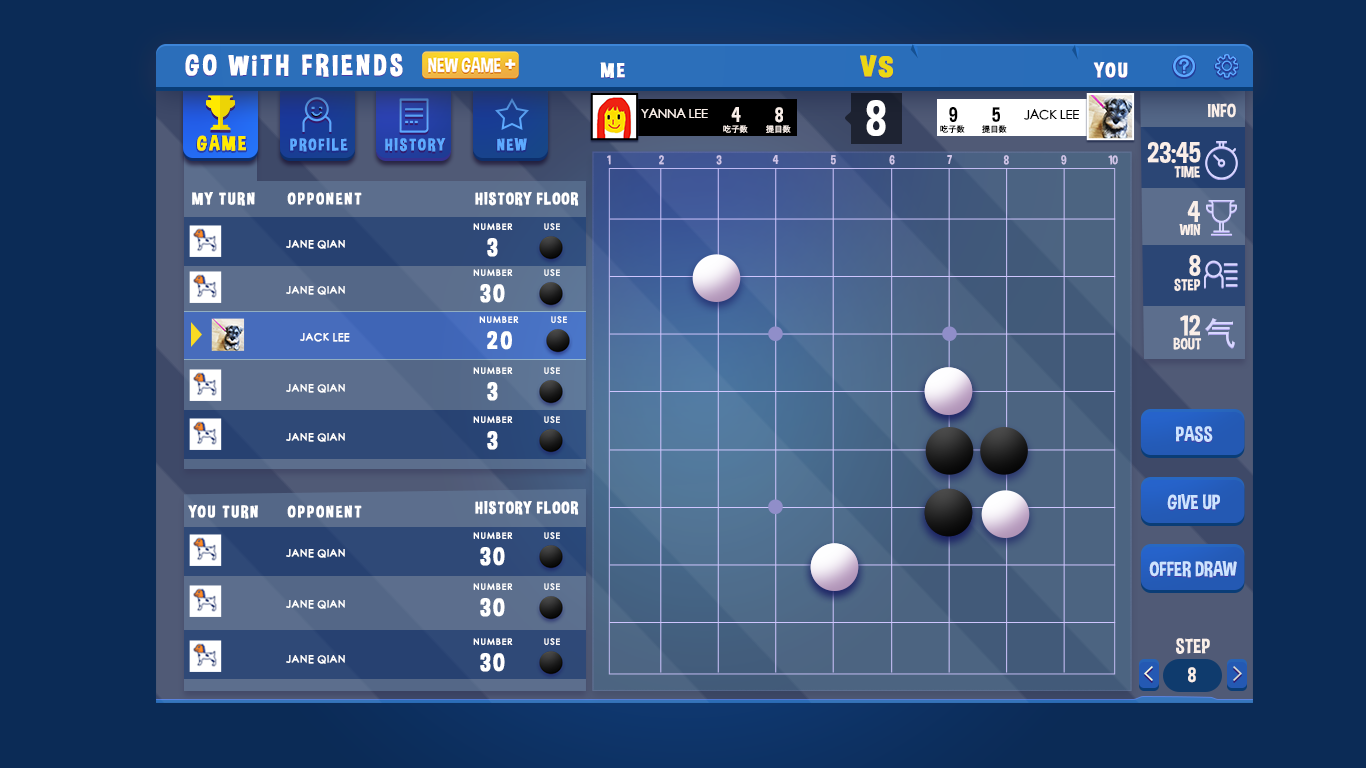 GO WiTH FRIENDS
NEW GAME +
ME
VS
YOU
?
GAME
PROFILE
HISTORY
NEW
YANNA LEE
4
吃子数
8
提目数
8
9
吃子数
5
提目数
JACK LEE
INFO
23:45
TIME
4
WIN
8
STEP
12
BOUT
气
MY TURN OPPONENT HISTORY FLOOR
JANE QIAN
NUMBER
3
USE
JANE QIAN
NUMBER
30
USE
JACK LEE
NUMBER
20
USE
JANE QIAN
NUMBER
3
USE
JANE QIAN
NUMBER
3
USE
YOU TURN OPPONENT HISTORY FLOOR
JANE QIAN
NUMBER
30
USE
JANE QIAN
NUMBER
30
USE
JANE QIAN
NUMBER
30
USE
1 2 3 4 5 6 7 8 9 10
PASS
GIVE UP
OFFER DRAW
STEP
< 8 >